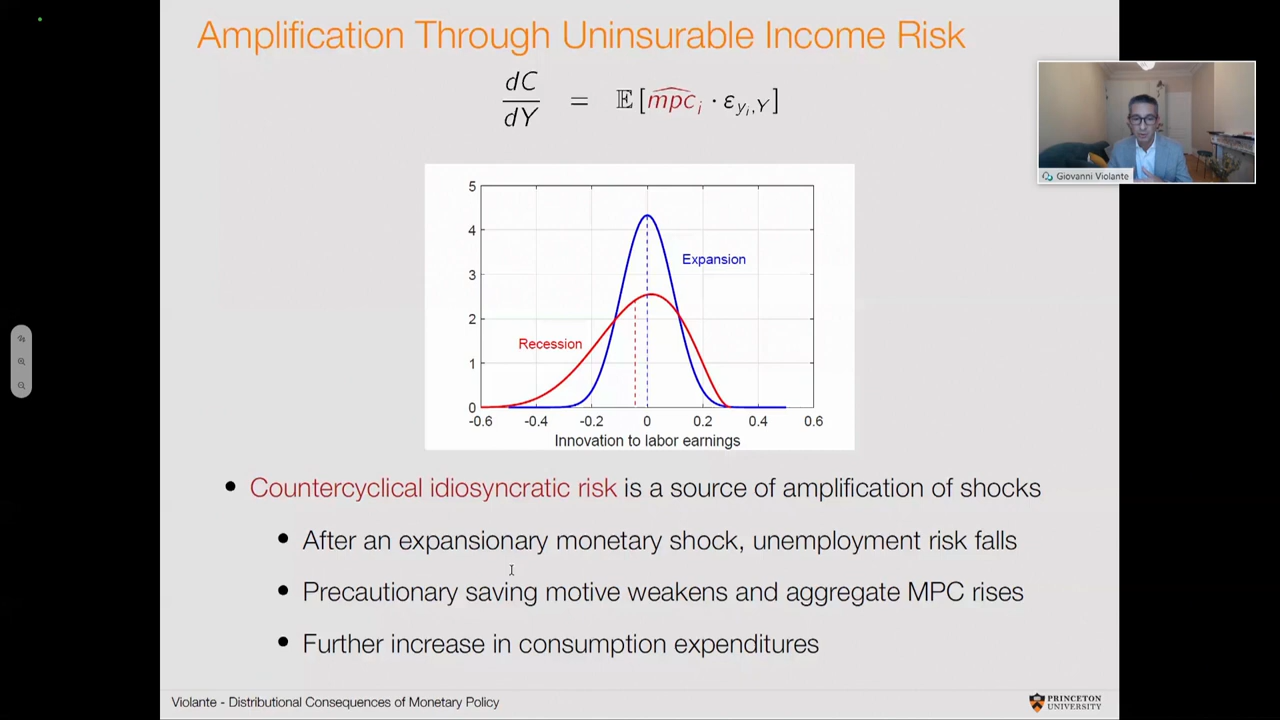 Amplification Through Uninsurable Income Risk
dC/dY = 𝔼[m͡pc_i · ε_{y_i,Y}]
Giovanni Violante
5
4
3
2
1
0
Expansion
Recession
-0.6 -0.4 -0.2 0 0.2 0.4 0.6
Innovation to labor earnings
• Countercyclical idiosyncratic risk is a source of amplification of shocks
• After an expansionary monetary shock, unemployment risk falls
• Precautionary saving motive weakens and aggregate MPC rises
• Further increase in consumption expenditures
Violante - Distributional Consequences of Monetary Policy
PRINCETON
UNIVERSITY